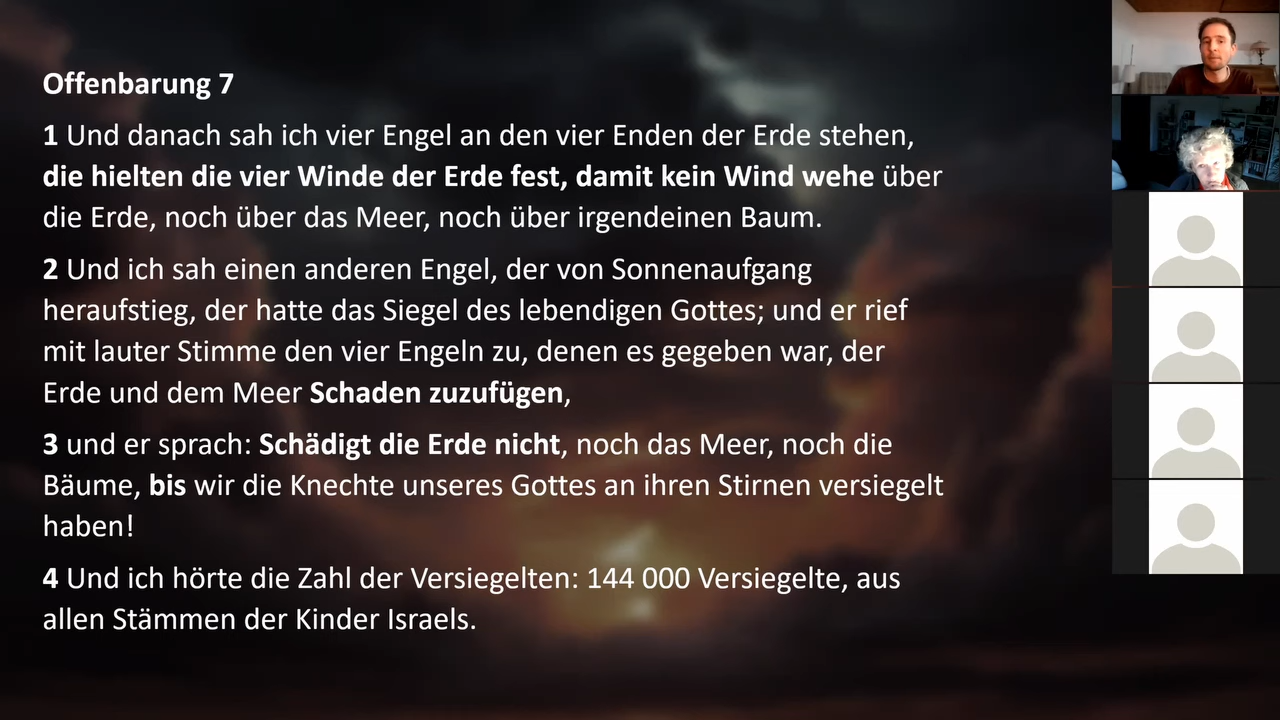 Offenbarung 7
1 Und danach sah ich vier Engel an den vier Enden der Erde stehen,
die hielten die vier Winde der Erde fest, damit kein Wind wehe über
die Erde, noch über das Meer, noch über irgendeinen Baum.
2 Und ich sah einen anderen Engel, der von Sonnenaufgang
heraufstieg, der hatte das Siegel des lebendigen Gottes; und er rief
mit lauter Stimme den vier Engeln zu, denen es gegeben war, der
Erde und dem Meer Schaden zuzufügen,
3 und er sprach: Schädigt die Erde nicht, noch das Meer, noch die
Bäume, bis wir die Knechte unseres Gottes an ihren Stirnen versiegelt
haben!
4 Und ich hörte die Zahl der Versiegelten: 144 000 Versiegelte, aus
allen Stämmen der Kinder Israels.